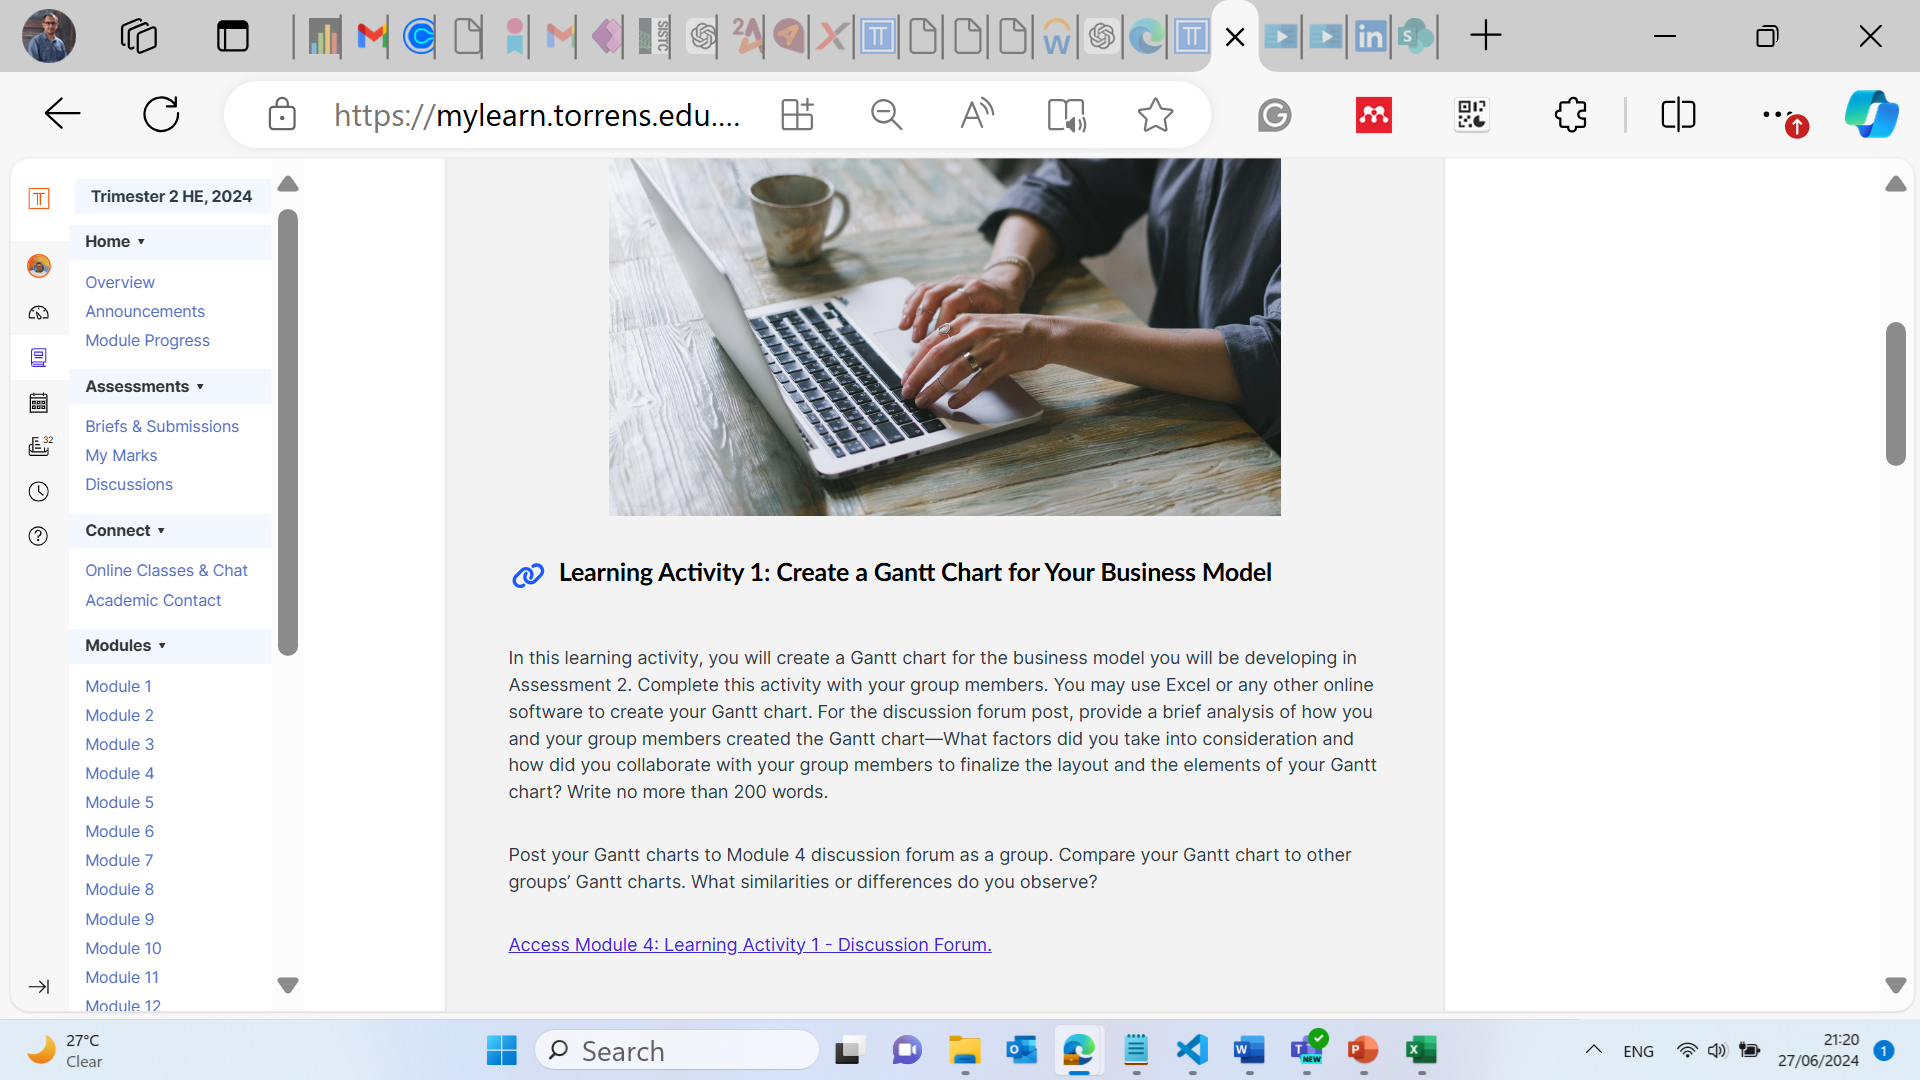 https://mylearn.torrens.edu....
Trimester 2 HE, 2024
Home
Overview
Announcements
Module Progress
Assessments
Briefs & Submissions
My Marks
Discussions
32
Connect
Online Classes & Chat
Academic Contact
Modules
Module 1
Module 2
Module 3
Module 4
Module 5
Module 6
Module 7
Module 8
Module 9
Module 10
Module 11
Module 12
Learning Activity 1: Create a Gantt Chart for Your Business Model
In this learning activity, you will create a Gantt chart for the business model you will be developing in
Assessment 2. Complete this activity with your group members. You may use Excel or any other online
software to create your Gantt chart. For the discussion forum post, provide a brief analysis of how you
and your group members created the Gantt chart—What factors did you take into consideration and
how did you collaborate with your group members to finalize the layout and the elements of your Gantt
chart? Write no more than 200 words.
Post your Gantt charts to Module 4 discussion forum as a group. Compare your Gantt chart to other
groups’ Gantt charts. What similarities or differences do you observe?
Access Module 4: Learning Activity 1 - Discussion Forum.
27°C
Clear
Search
NEW
ENG
21:20
27/06/2024
1